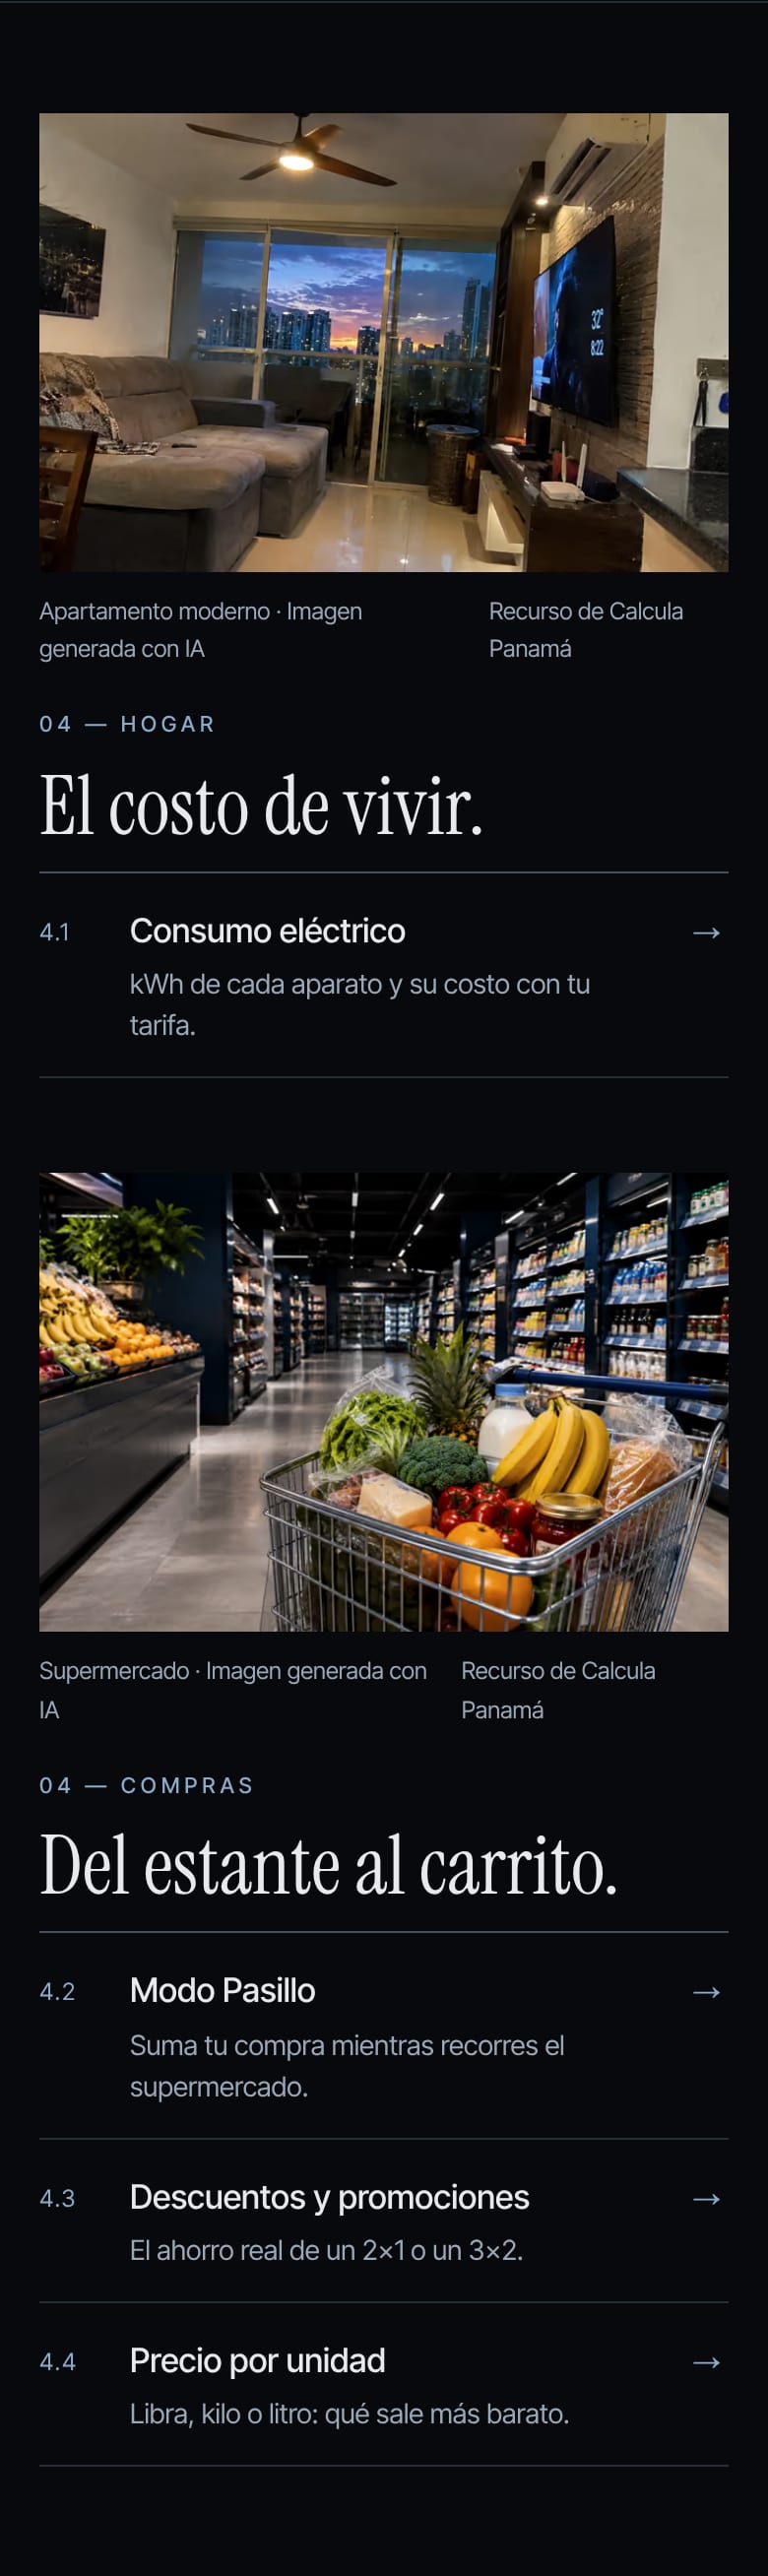 32°
8:22
Apartamento moderno · Imagen
generada con IA
Recurso de Calcula
Panamá
04 — HOGAR
El costo de vivir.
4.1 Consumo eléctrico →
kWh de cada aparato y su costo con tu
tarifa.
Supermercado · Imagen generada con
IA
Recurso de Calcula
Panamá
04 — COMPRAS
Del estante al carrito.
4.2 Modo Pasillo →
Suma tu compra mientras recorres el
supermercado.
4.3 Descuentos y promociones →
El ahorro real de un 2×1 o un 3×2.
4.4 Precio por unidad →
Libra, kilo o litro: qué sale más barato.